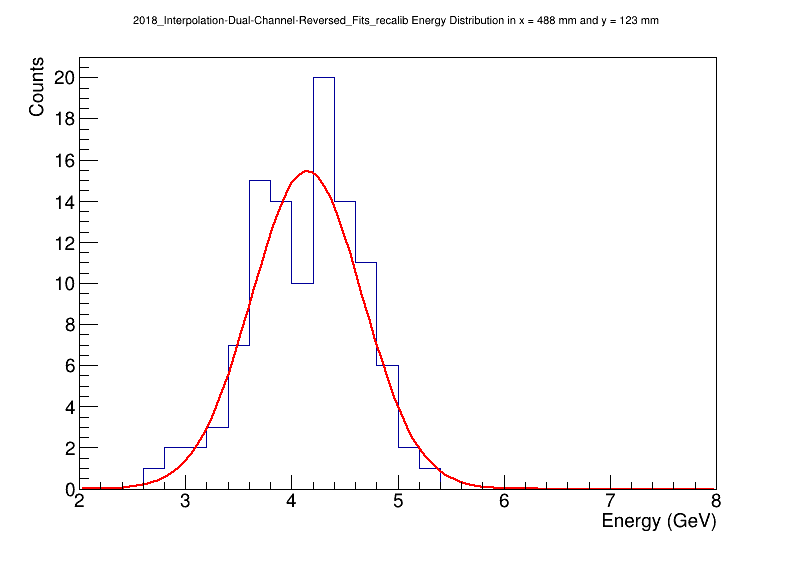 2018_Interpolation-Dual-Channel-Reversed_Fits_recalib Energy Distribution in x = 488 mm and y = 123 mm
Counts
20
18
16
14
12
10
8
6
4
2
0
2 3 4 5 6 7 8
Energy (GeV)